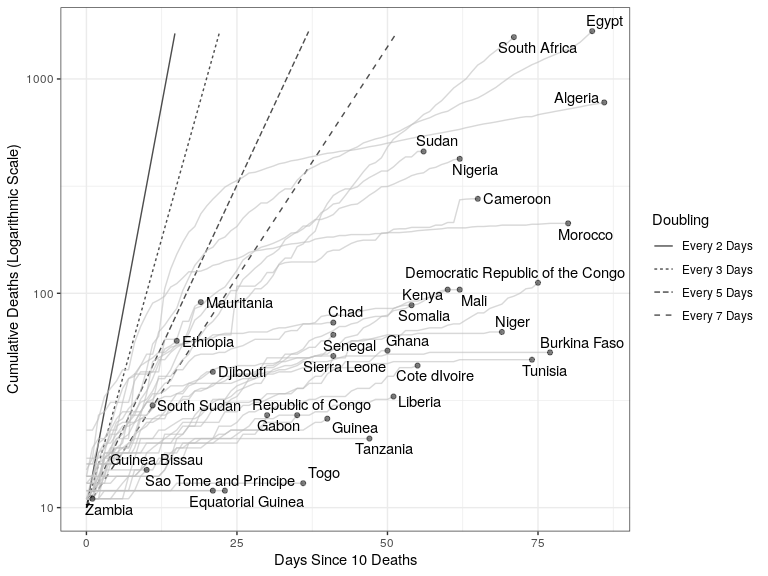 Egypt
South Africa
Algeria
Sudan
Nigeria
Cameroon
Morocco
Democratic Republic of the Congo
Kenya
Mali
Somalia
Mauritania
Chad
Niger
Ethiopia
Senegal
Ghana
Burkina Faso
Sierra Leone
Tunisia
Djibouti
Cote dIvoire
South Sudan
Republic of Congo
Liberia
Gabon
Guinea
Tanzania
Guinea Bissau
Togo
Sao Tome and Principe
Equatorial Guinea
Zambia
1000
100
10
0
25
50
75
Days Since 10 Deaths
Cumulative Deaths (Logarithmic Scale)
Doubling
Every 2 Days
Every 3 Days
Every 5 Days
Every 7 Days